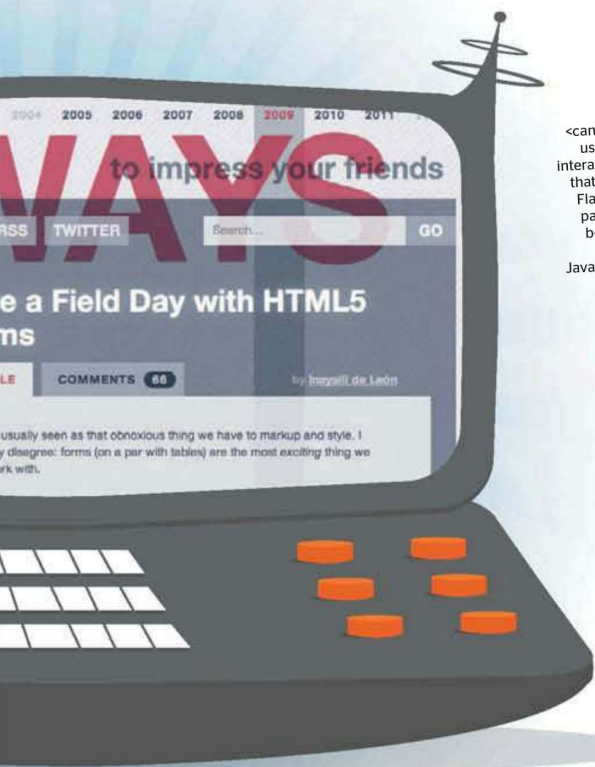 2004 2005 2006 2007 2008 2009 2010 2011
WAYS
to impress your friends
RSS TWITTER Search... GO
e a Field Day with HTML5
ms
LE COMMENTS 66 by Inayaili de León
usually seen as that obnoxious thing we have to markup and style. I
y disagree: forms (on a par with tables) are the most exciting thing we
rk with.
<can
us
intera
that
Fla
pa
be
Java